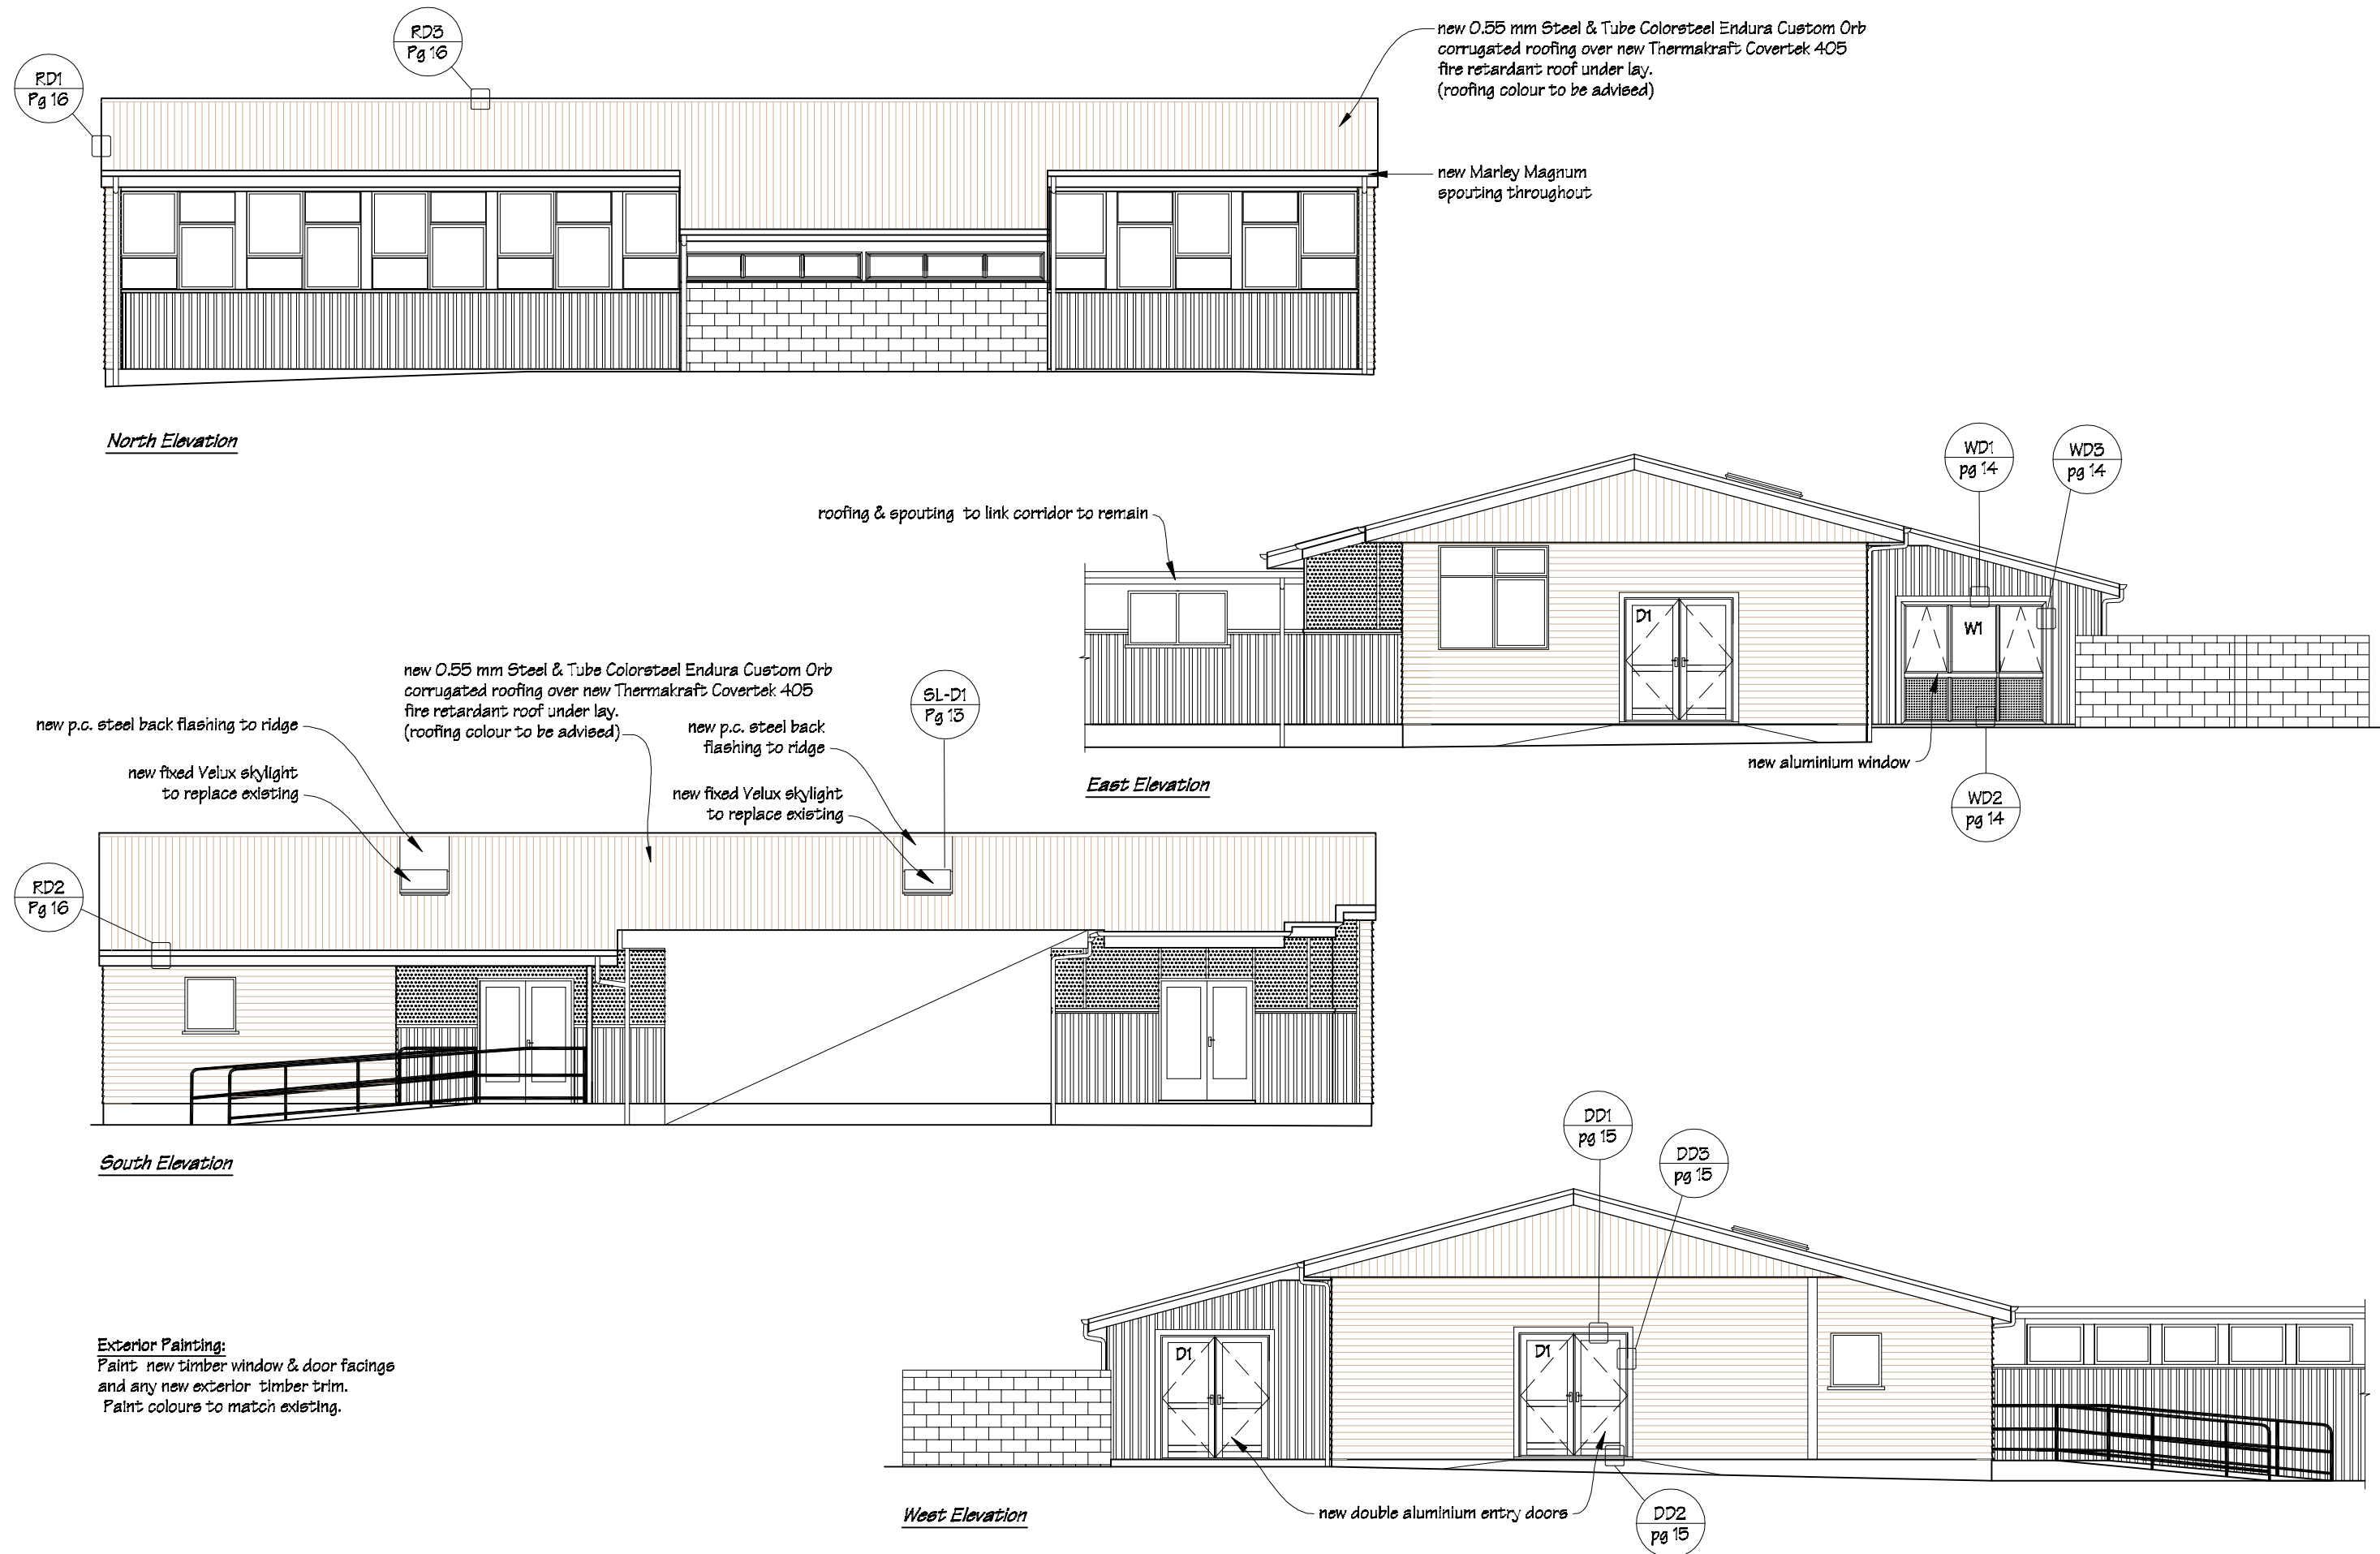 RD3
Pg 16
RD1
Pg 16
new 0.55 mm Steel & Tube Colorsteel Endura Custom Orb
corrugated roofing over new Thermakraft Covertek 405
fire retardant roof under lay.
(roofing colour to be advised)
new Marley Magnum
spouting throughout
North Elevation
WD1
pg 14
WD3
pg 14
roofing & spouting to link corridor to remain
D1
W1
new aluminium window
WD2
pg 14
East Elevation
new 0.55 mm Steel & Tube Colorsteel Endura Custom Orb
corrugated roofing over new Thermakraft Covertek 405
fire retardant roof under lay.
(roofing colour to be advised)
SL-D1
Pg 13
new p.c. steel back flashing to ridge
new p.c. steel back
flashing to ridge
new fixed Velux skylight
to replace existing
new fixed Velux skylight
to replace existing
RD2
Pg 16
South Elevation
DD1
pg 15
DD3
pg 15
D1
D1
Exterior Painting:
Paint new timber window & door facings
and any new exterior timber trim.
Paint colours to match existing.
new double aluminium entry doors
DD2
pg 15
West Elevation